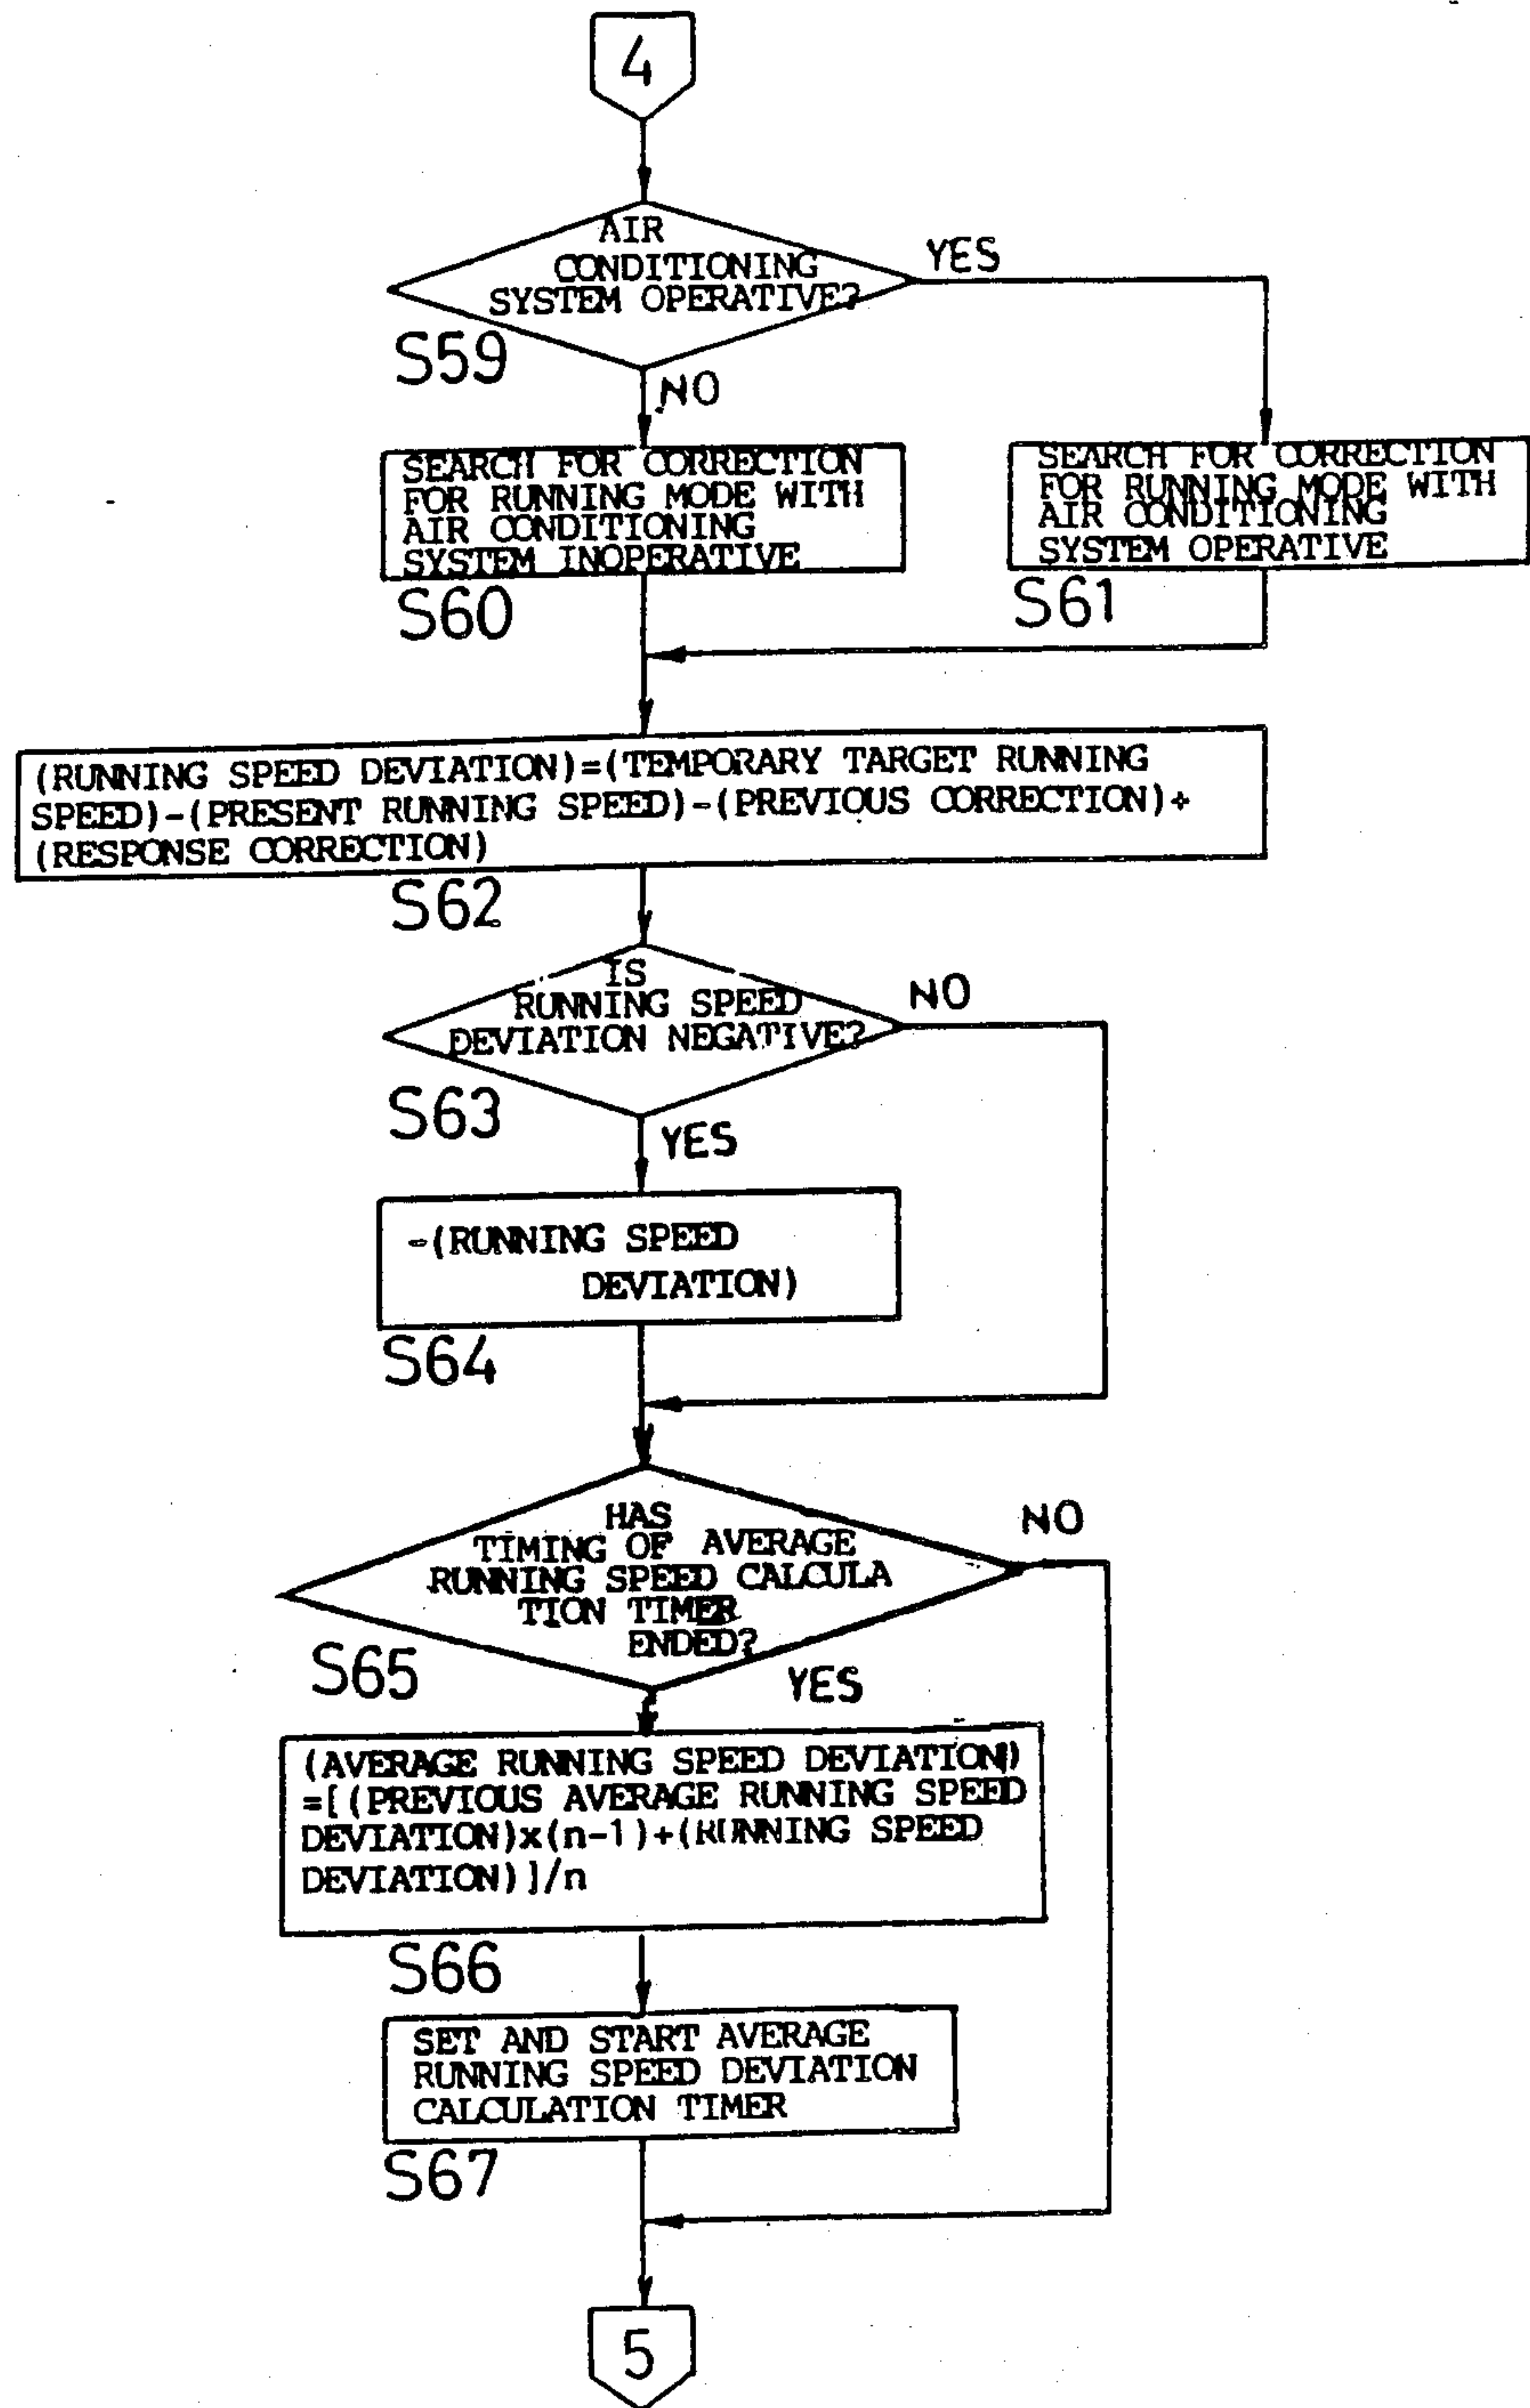 4
AIR
CONDITIONING
SYSTEM OPERATIVE?
YES
S59
NO
SEARCH FOR CORRECTION
FOR RUNNING MODE WITH
AIR CONDITIONING
SYSTEM INOPERATIVE
S60
SEARCH FOR CORRECTION
FOR RUNNING MODE WITH
AIR CONDITIONING
SYSTEM OPERATIVE
S61
(RUNNING SPEED DEVIATION)=(TEMPORARY TARGET RUNNING
SPEED)-(PRESENT RUNNING SPEED)-(PREVIOUS CORRECTION)+
(RESPONSE CORRECTION)
S62
IS
RUNNING SPEED
DEVIATION NEGATIVE?
NO
S63
YES
-(RUNNING SPEED
DEVIATION)
S64
HAS
TIMING OF AVERAGE
RUNNING SPEED CALCULA
TION TIMER
ENDED?
NO
S65
YES
(AVERAGE RUNNING SPEED DEVIATION)
=[(PREVIOUS AVERAGE RUNNING SPEED
DEVIATION)x(n-1)+(RUNNING SPEED
DEVIATION)]/n
S66
SET AND START AVERAGE
RUNNING SPEED DEVIATION
CALCULATION TIMER
S67
5